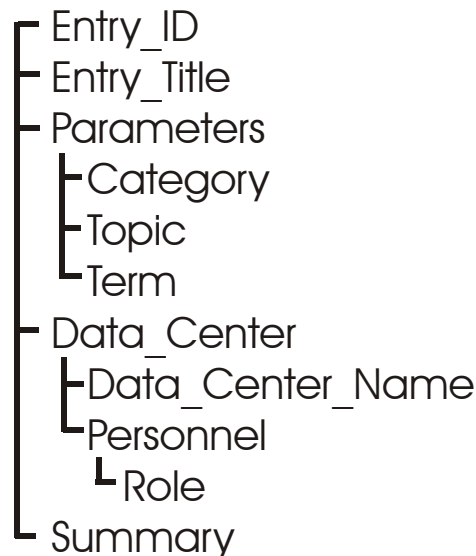 Entry_ID
Entry_Title
Parameters
Category
Topic
Term
Data_Center
Data_Center_Name
Personnel
Role
Summary